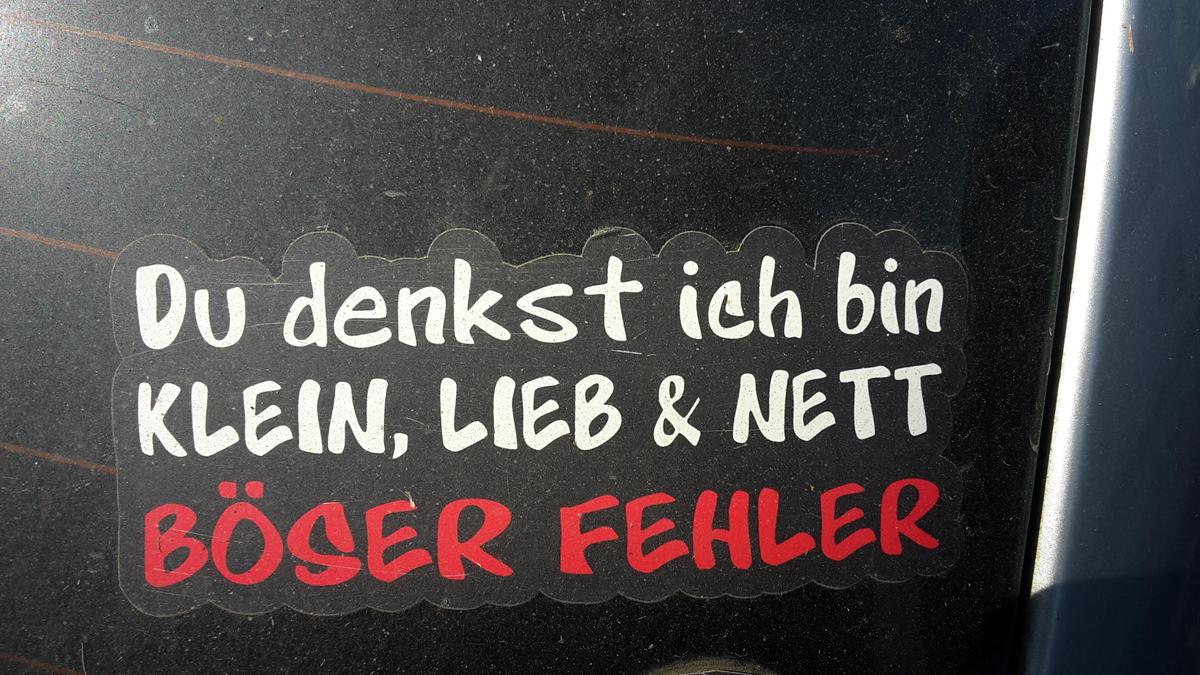 Du denkst ich bin
KLEIN, LIEB & NETT
BÖSER FEHLER